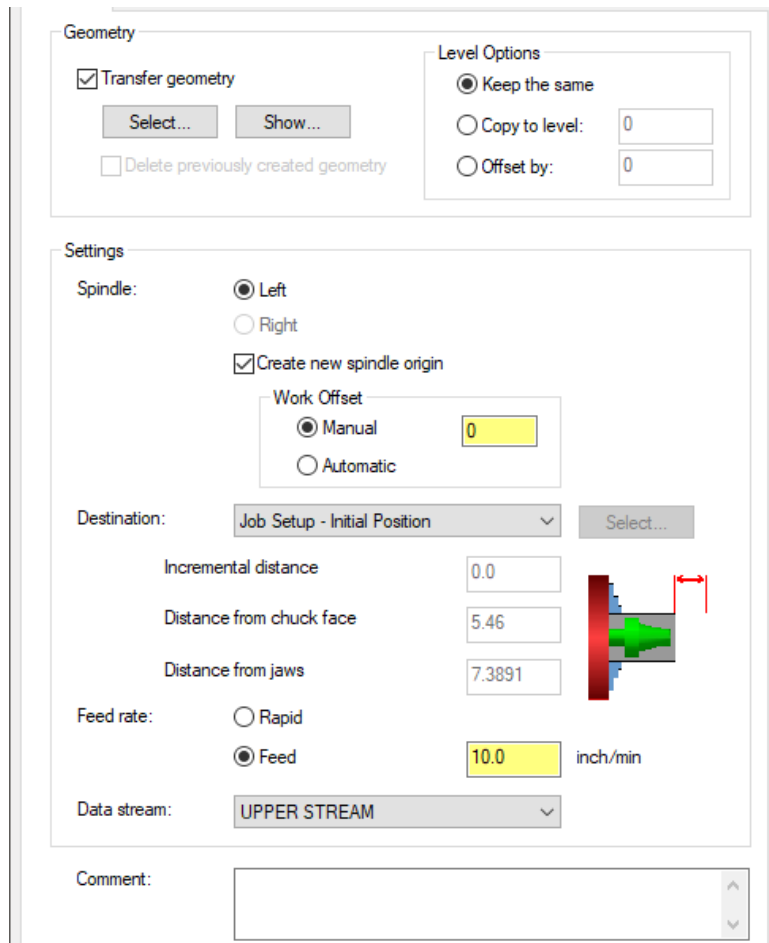 Geometry
Transfer geometry
Select... Show...
Delete previously created geometry
Level Options
Keep the same
Copy to level: 0
Offset by: 0
Settings
Spindle: Left
Right
Create new spindle origin
Work Offset
Manual 0
Automatic
Destination: Job Setup - Initial Position Select...
Incremental distance 0.0
Distance from chuck face 5.46
Distance from jaws 7.3891
Feed rate: Rapid
Feed 10.0 inch/min
Data stream: UPPER STREAM
Comment: